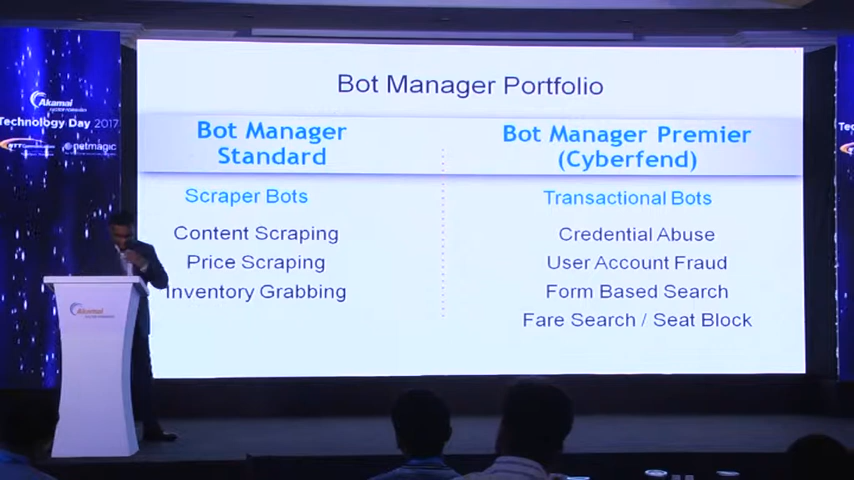 Bot Manager Portfolio
Bot Manager
Standard
Scraper Bots
Content Scraping
Price Scraping
Inventory Grabbing
Bot Manager Premier
(Cyberfend)
Transactional Bots
Credential Abuse
User Account Fraud
Form Based Search
Fare Search / Seat Block
Akamai
Technology Day 2017
netmagic
Akamai